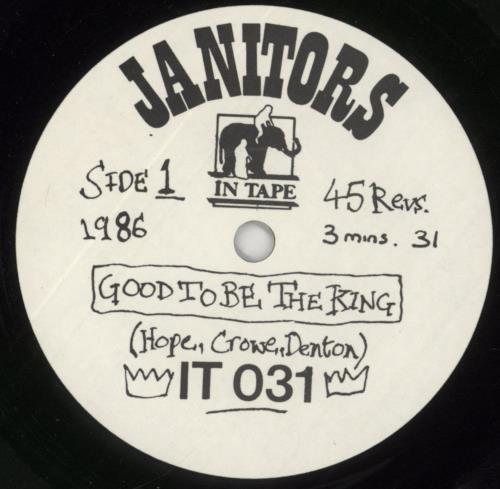 JANITORS
IN TAPE
SIDE 1
1986
45 Revs.
3 mins. 31
GOOD TO BE THE KING
(Hope,, Crowe,, Denton)
IT 031